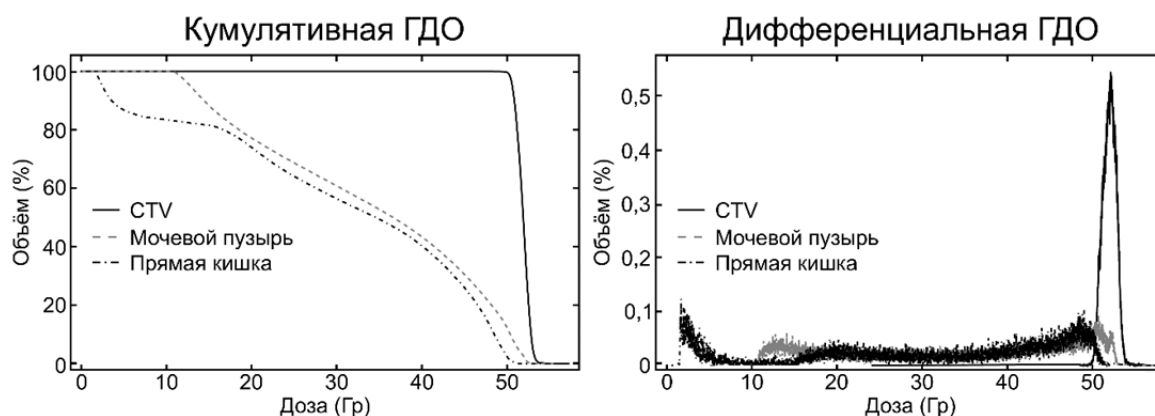 Кумулятивная ГДО
100
80
60
40
20
0
Объём (%)
CTV
Мочевой пузырь
Прямая кишка
0 10 20 30 40 50
Доза (Гр)
Дифференциальная ГДО
0,5
0,4
0,3
0,2
0,1
0
Объём (%)
CTV
Мочевой пузырь
Прямая кишка
0 10 20 30 40 50
Доза (Гр)